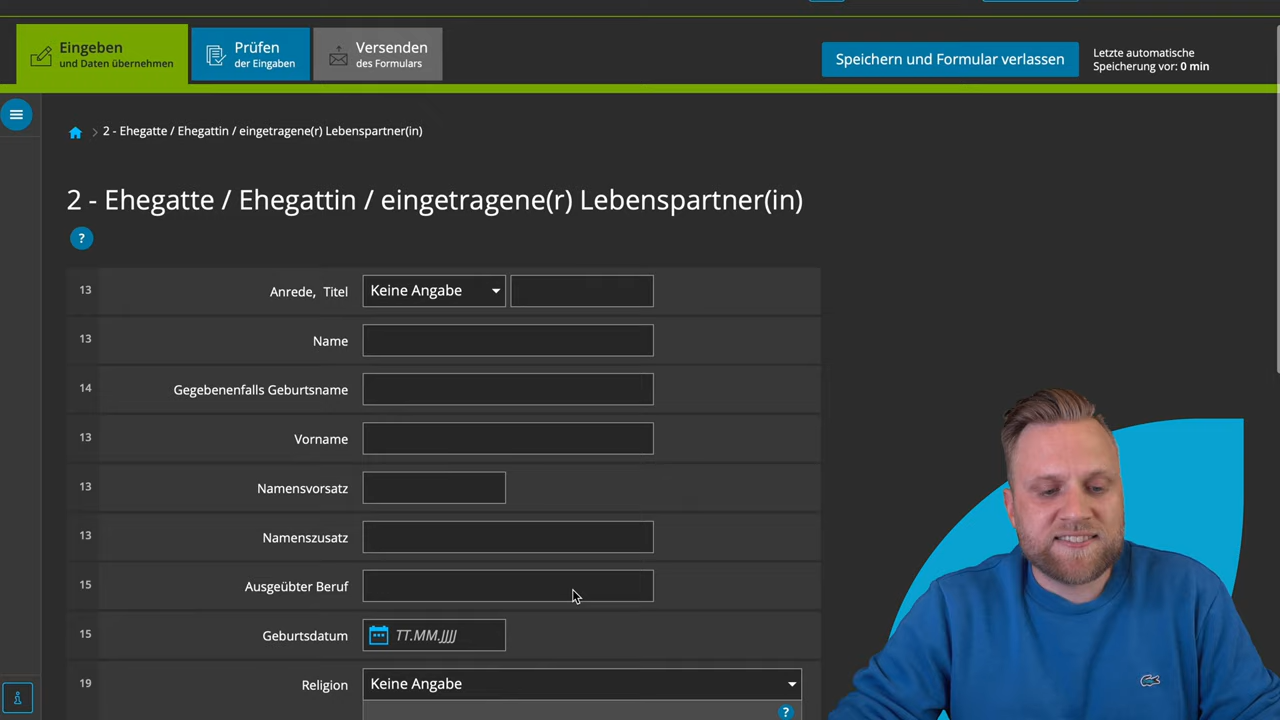 Eingeben
und Daten übernehmen
Prüfen
der Eingaben
Versenden
des Formulars
Speichern und Formular verlassen
Letzte automatische
Speicherung vor: 0 min
2 - Ehegatte / Ehegattin / eingetragene(r) Lebenspartner(in)
2 - Ehegatte / Ehegattin / eingetragene(r) Lebenspartner(in)
?
13 Anrede, Titel Keine Angabe
13 Name
14 Gegebenenfalls Geburtsname
13 Vorname
13 Namensvorsatz
13 Namenszusatz
15 Ausgeübter Beruf
15 Geburtsdatum TT.MM.JJJJ
19 Religion Keine Angabe
?
i